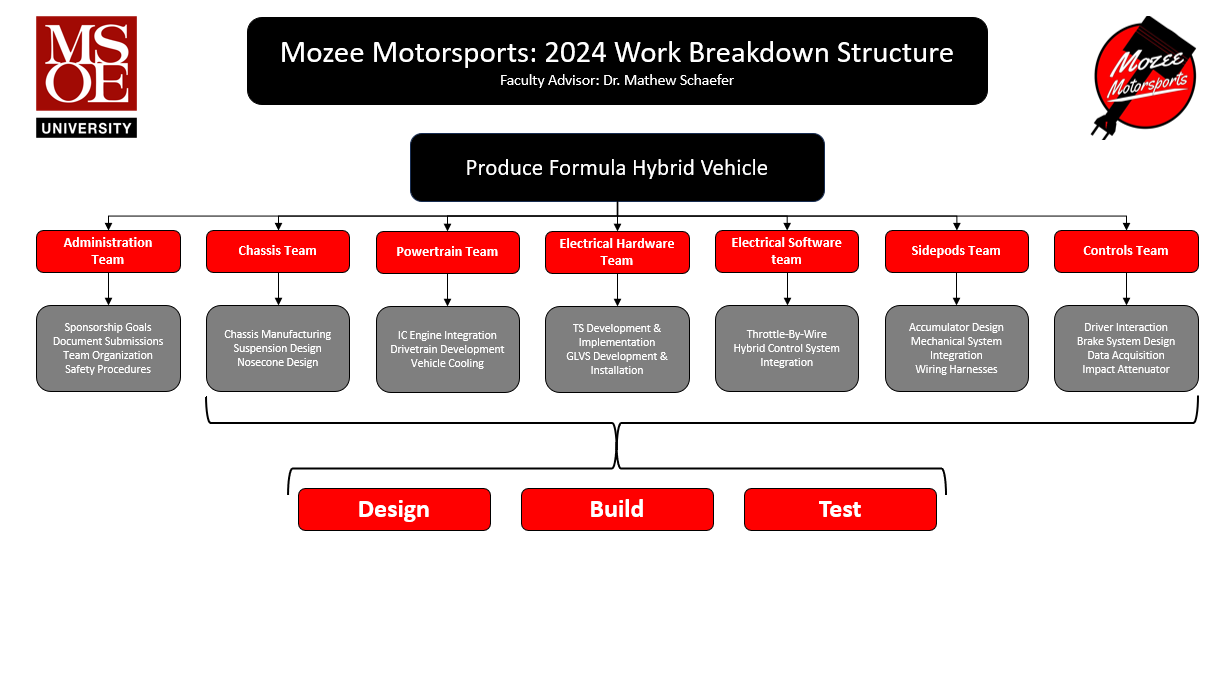 MS
OE
UNIVERSITY
Mozee Motorsports: 2024 Work Breakdown Structure
Faculty Advisor: Dr. Mathew Schaefer
Mozee
Motorsports
Produce Formula Hybrid Vehicle
Administration
Team
Chassis Team
Powertrain Team
Electrical Hardware
Team
Electrical Software
team
Sidepods Team
Controls Team
Sponsorship Goals
Document Submissions
Team Organization
Safety Procedures
Chassis Manufacturing
Suspension Design
Nosecone Design
IC Engine Integration
Drivetrain Development
Vehicle Cooling
TS Development &
Implementation
GLVS Development &
Installation
Throttle-By-Wire
Hybrid Control System
Integration
Accumulator Design
Mechanical System
Integration
Wiring Harnesses
Driver Interaction
Brake System Design
Data Acquisition
Impact Attenuator
Design
Build
Test